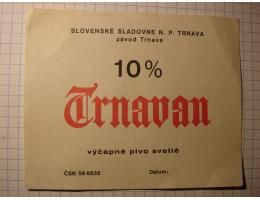 SLOVENSKÉ SLADOVNE N. P. TRNAVA
závod Trnava
10 %
Trnavan
výčapné pivo svetlé
ČSN 56 6635 Dátum: